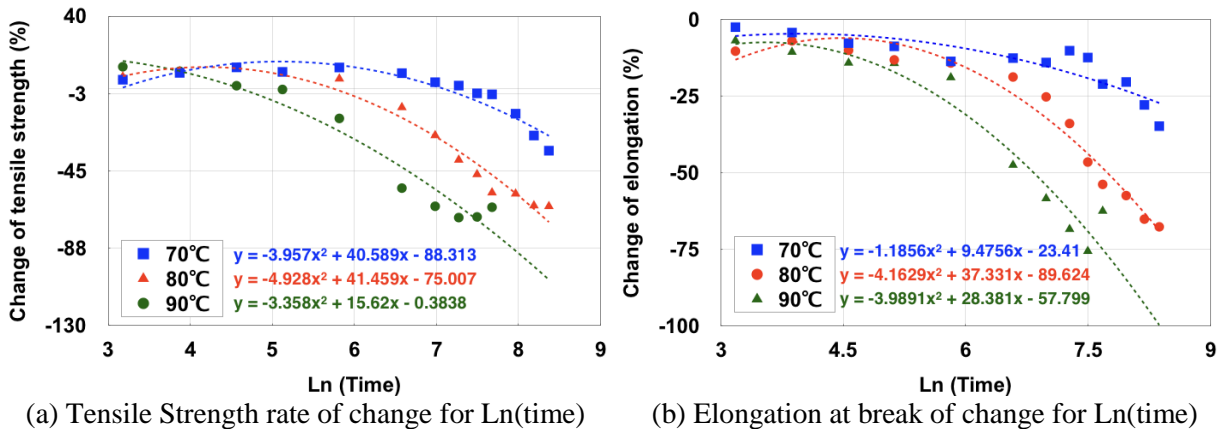 40
-3
-45
-88
-130
Change of tensile strength (%)
70℃ y = -3.957x² + 40.589x - 88.313
80℃ y = -4.928x² + 41.459x - 75.007
90℃ y = -3.358x² + 15.62x - 0.3838
3 4 5 6 7 8 9
Ln (Time)
(a) Tensile Strength rate of change for Ln(time)
0
-25
-50
-75
-100
Change of elongation (%)
70℃ y = -1.1856x² + 9.4756x - 23.41
80℃ y = -4.1629x² + 37.331x - 89.624
90℃ y = -3.9891x² + 28.381x - 57.799
3 4.5 6 7.5 9
Ln (Time)
(b) Elongation at break of change for Ln(time)